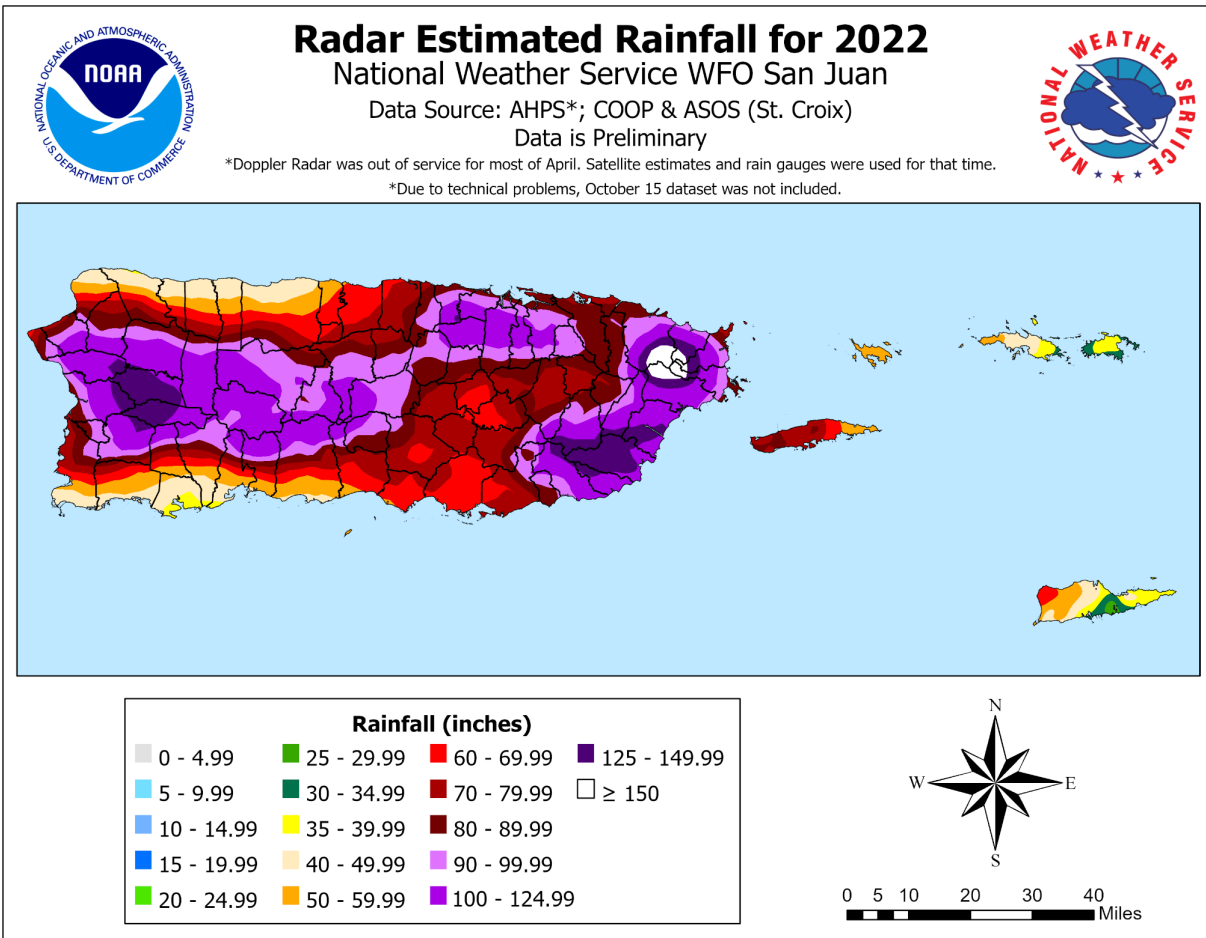 Radar Estimated Rainfall for 2022
National Weather Service WFO San Juan
Data Source: AHPS*; COOP & ASOS (St. Croix)
Data is Preliminary
*Doppler Radar was out of service for most of April. Satellite estimates and rain gauges were used for that time.
*Due to technical problems, October 15 dataset was not included.
NATIONAL OCEANIC AND ATMOSPHERIC ADMINISTRATION
NOAA
U.S. DEPARTMENT OF COMMERCE
NATIONAL WEATHER SERVICE
Rainfall (inches)
0 - 4.99
5 - 9.99
10 - 14.99
15 - 19.99
20 - 24.99
25 - 29.99
30 - 34.99
35 - 39.99
40 - 49.99
50 - 59.99
60 - 69.99
70 - 79.99
80 - 89.99
90 - 99.99
100 - 124.99
125 - 149.99
≥ 150
N
W E
S
0 5 10 20 30 40
Miles